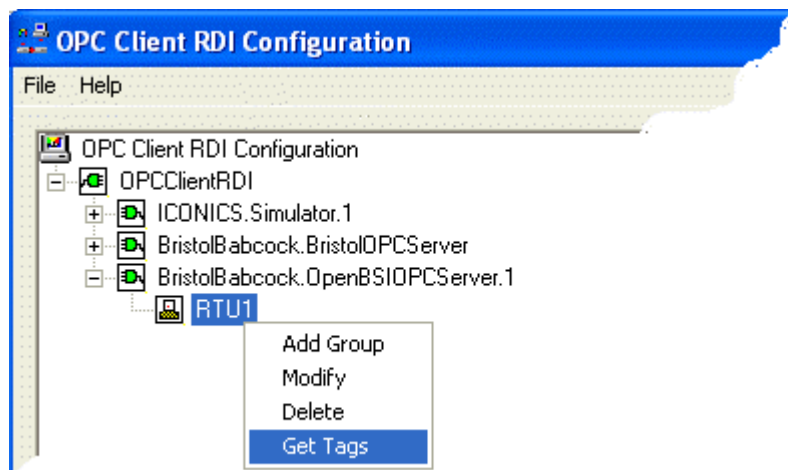 OPC Client RDI Configuration
File Help
OPC Client RDI Configuration
OPCClientRDI
ICONICS.Simulator.1
BristolBabcock.BristolOPCServer
BristolBabcock.OpenBSIOPCServer.1
RTU1
Add Group
Modify
Delete
Get Tags